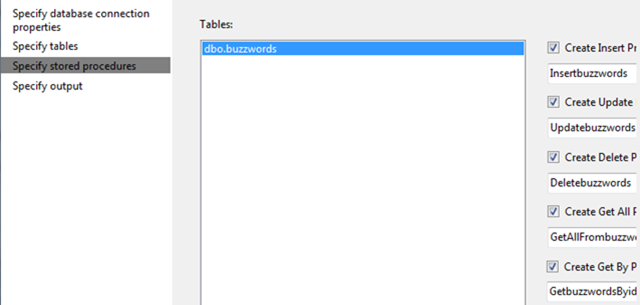 Specify database connection
properties
Specify tables
Specify stored procedures
Specify output
Tables:
dbo.buzzwords
Create Insert Pr
Insertbuzzwords
Create Update
Updatebuzzwords
Create Delete P
Deletebuzzwords
Create Get All P
GetAllFrombuzzwo
Create Get By P
GetbuzzwordsByid